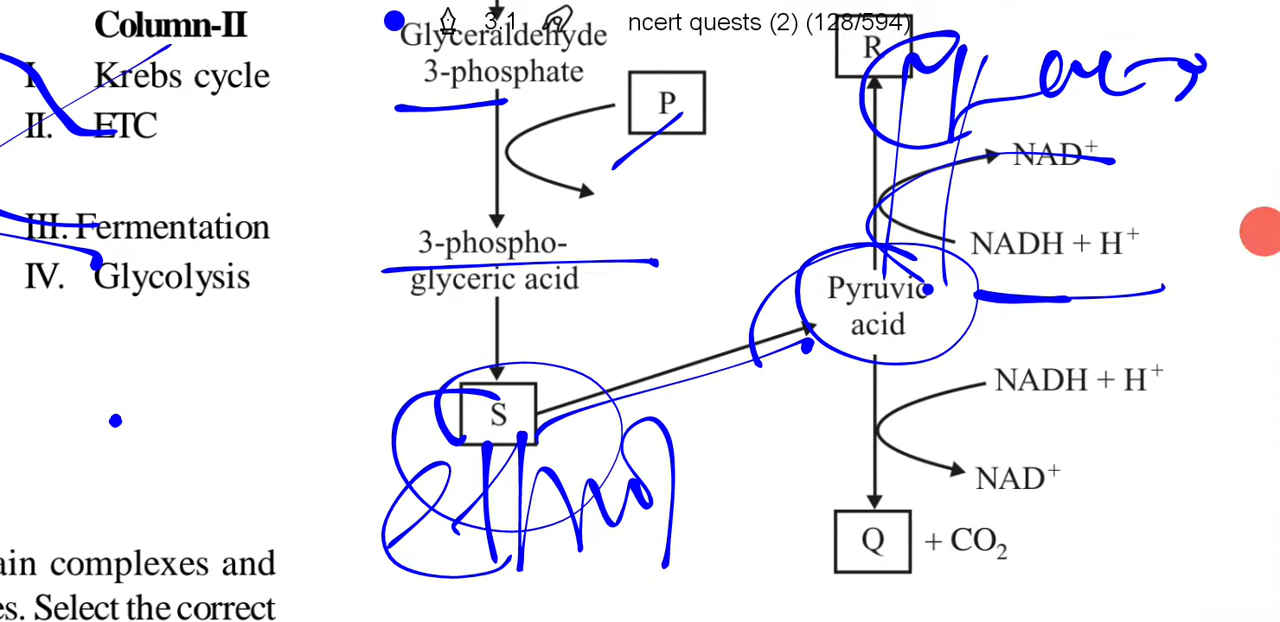 3.1 ncert quests (2) (128/594)
Column-II
I. Krebs cycle
II. ETC
III. Fermentation
IV. Glycolysis
ain complexes and
es. Select the correct
Glyceraldehyde
3-phosphate
P
3-phospho-
glyceric acid
S
R
NAD+
NADH + H+
Pyruvic
acid
NADH + H+
NAD+
Q + CO2